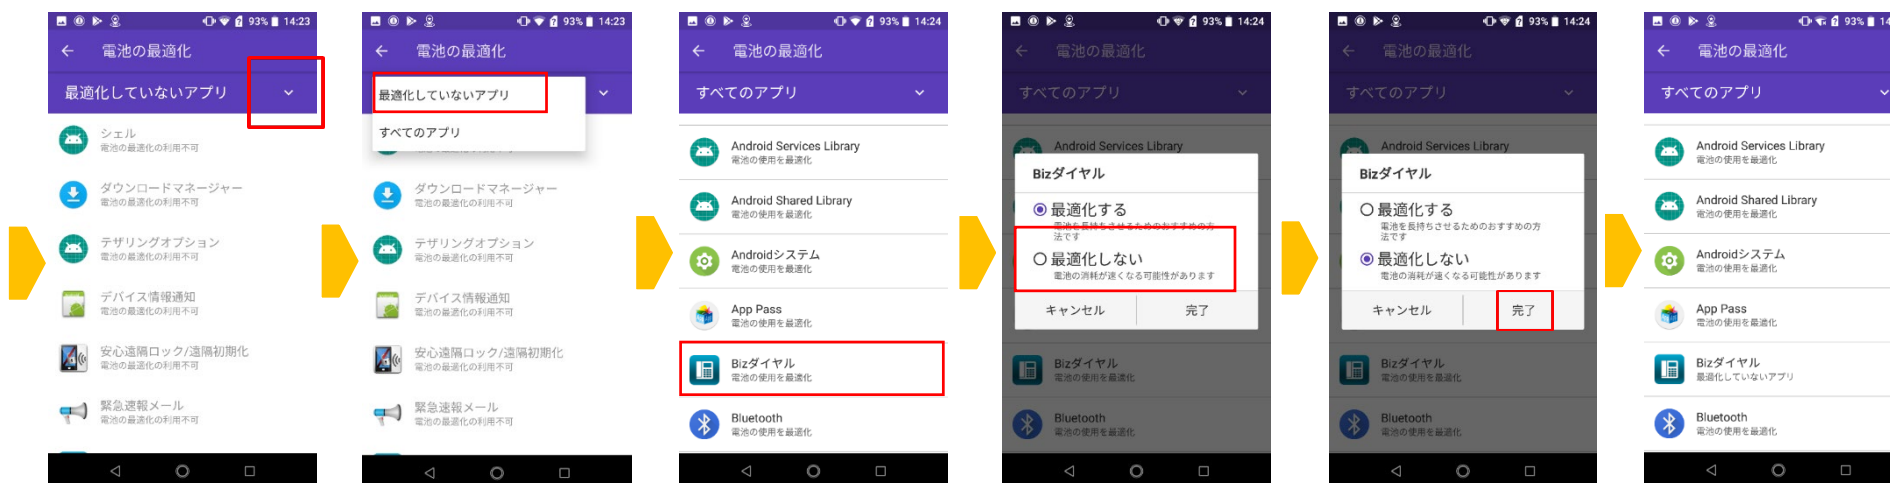 93% 14:23
電池の最適化
最適化していないアプリ
シェル
電池の最適化の利用不可
ダウンロードマネージャー
電池の最適化の利用不可
テザリングオプション
電池の最適化の利用不可
デバイス情報通知
電池の最適化の利用不可
安心遠隔ロック/遠隔初期化
電池の最適化の利用不可
緊急速報メール
電池の最適化の利用不可
93% 14:23
電池の最適化
最適化していないアプリ
すべてのアプリ
ダウンロードマネージャー
電池の最適化の利用不可
テザリングオプション
電池の最適化の利用不可
デバイス情報通知
電池の最適化の利用不可
安心遠隔ロック/遠隔初期化
電池の最適化の利用不可
緊急速報メール
電池の最適化の利用不可
93% 14:24
電池の最適化
すべてのアプリ
Android Services Library
電池の使用を最適化
Android Shared Library
電池の使用を最適化
Androidシステム
電池の使用を最適化
App Pass
電池の使用を最適化
Bizダイヤル
電池の使用を最適化
Bluetooth
電池の使用を最適化
93% 14:24
電池の最適化
すべてのアプリ
Android Services Library
Bizダイヤル
最適化する
電池を長持ちさせるためのおすすめの方
法です
最適化しない
電池の消耗が速くなる可能性があります
キャンセル 完了
Bizダイヤル
電池の使用を最適化
Bluetooth
電池の使用を最適化
93% 14:24
電池の最適化
すべてのアプリ
Android Services Library
Bizダイヤル
最適化する
電池を長持ちさせるためのおすすめの方
法です
最適化しない
電池の消耗が速くなる可能性があります
キャンセル 完了
Bizダイヤル
電池の使用を最適化
Bluetooth
電池の使用を最適化
93% 14
電池の最適化
すべてのアプリ
Android Services Library
電池の使用を最適化
Android Shared Library
電池の使用を最適化
Androidシステム
電池の使用を最適化
App Pass
電池の使用を最適化
Bizダイヤル
最適化していないアプリ
Bluetooth
電池の使用を最適化